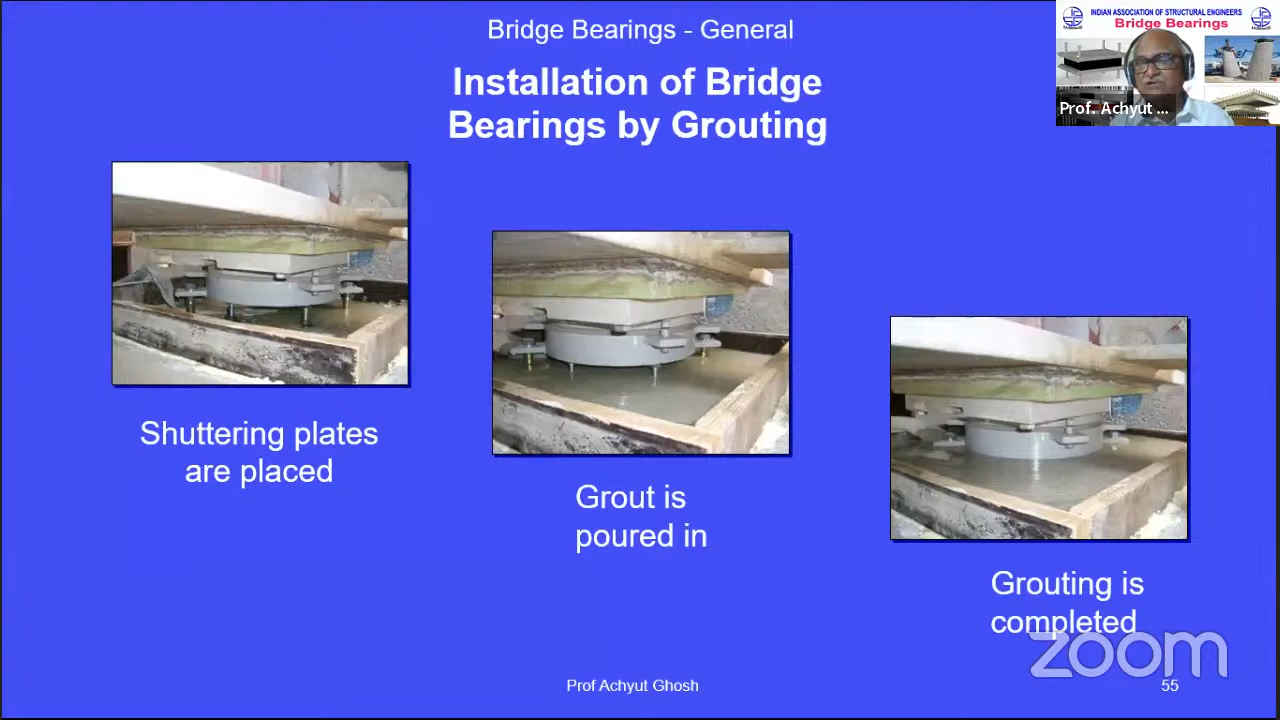 Bridge Bearings - General
INDIAN ASSOCIATION OF STRUCTURAL ENGINEERS
Bridge Bearings
Prof. Achyut ...
Installation of Bridge
Bearings by Grouting
Shuttering plates
are placed
Grout is
poured in
Grouting is
completed
zoom
Prof Achyut Ghosh
55